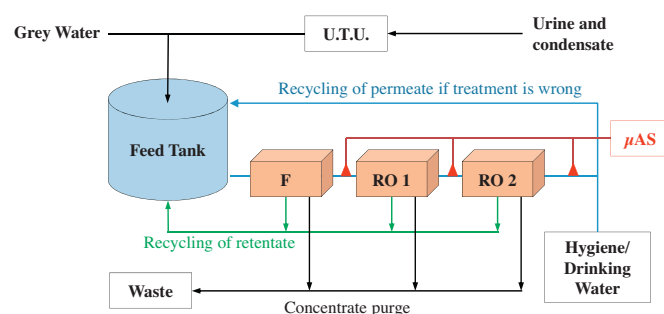 Grey Water
U.T.U.
Urine and
condensate
Recycling of permeate if treatment is wrong
Feed Tank
µAS
F
RO 1
RO 2
Recycling of retentate
Hygiene/
Drinking
Water
Waste
Concentrate purge